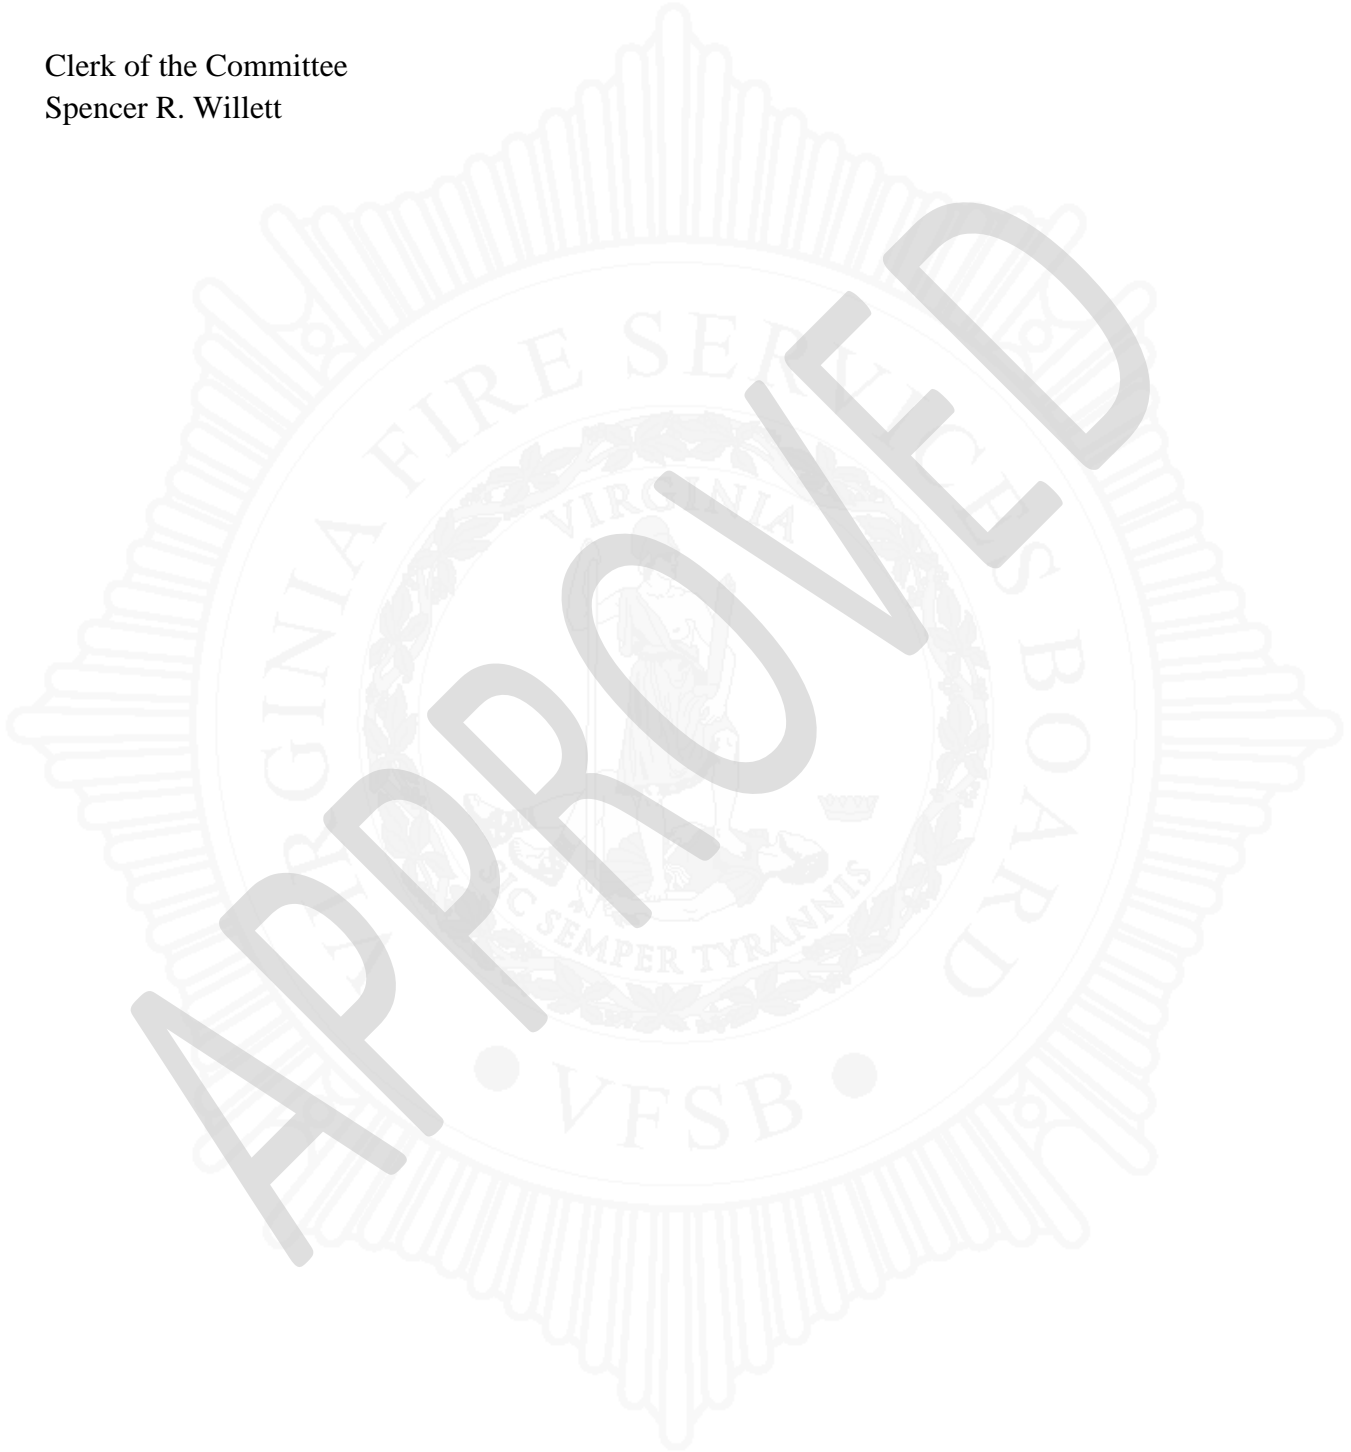 Clerk of the Committee
Spencer R. Willett
VIRGINIA FIRE SERVICES BOARD
VIRGINIA
SIC SEMPER TYRANNIS
VFSB
APPROVED